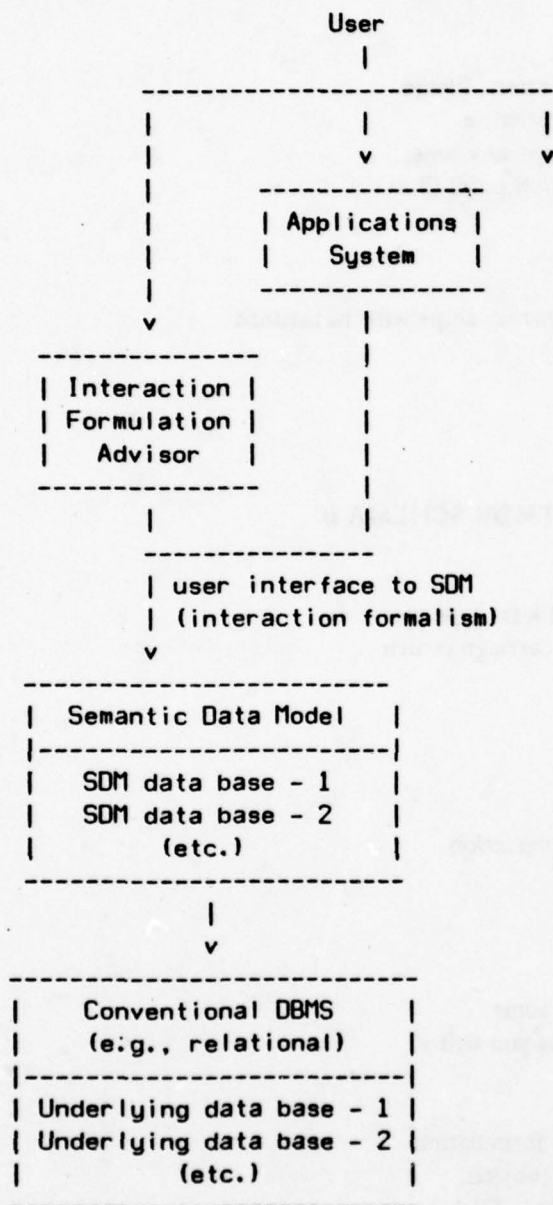 User
Applications
System
Interaction
Formulation
Advisor
user interface to SDM
(interaction formalism)
Semantic Data Model
SDM data base - 1
SDM data base - 2
(etc.)
Conventional DBMS
(e.g., relational)
Underlying data base - 1
Underlying data base - 2
(etc.)